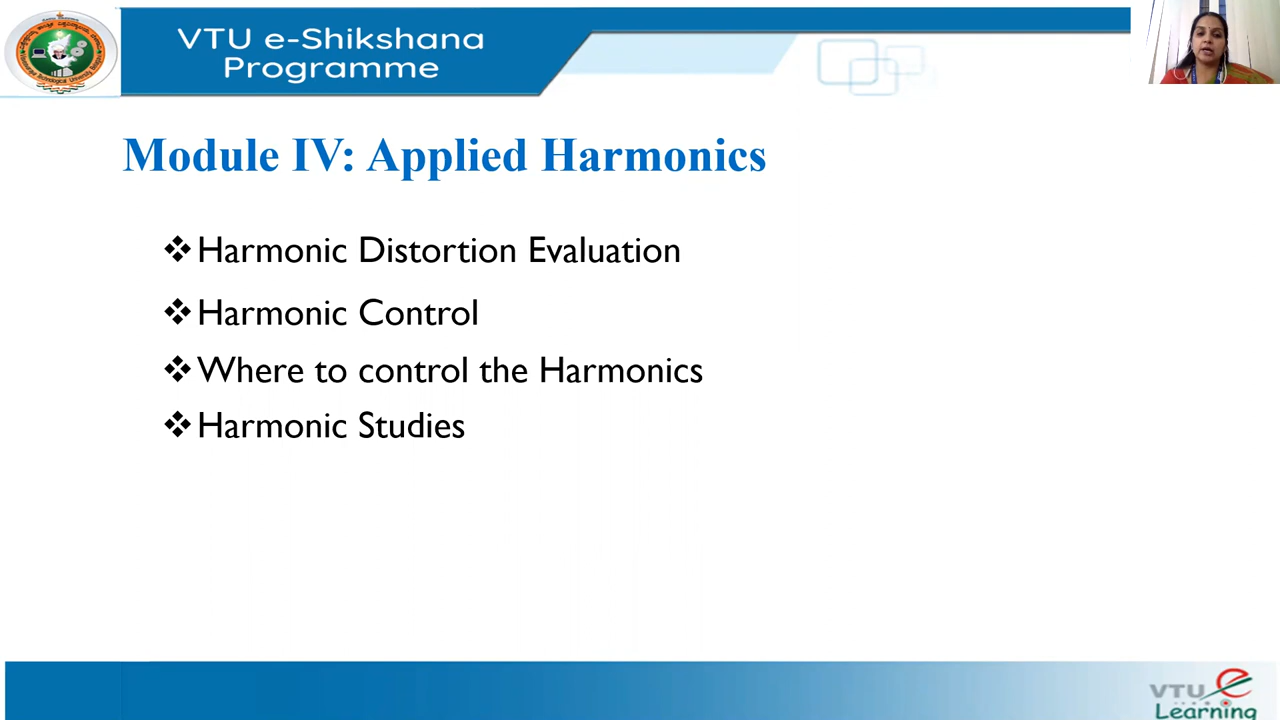 VTU e-Shikshana
Programme
Module IV: Applied Harmonics
❖Harmonic Distortion Evaluation
❖Harmonic Control
❖Where to control the Harmonics
❖Harmonic Studies
VTU e
Learning